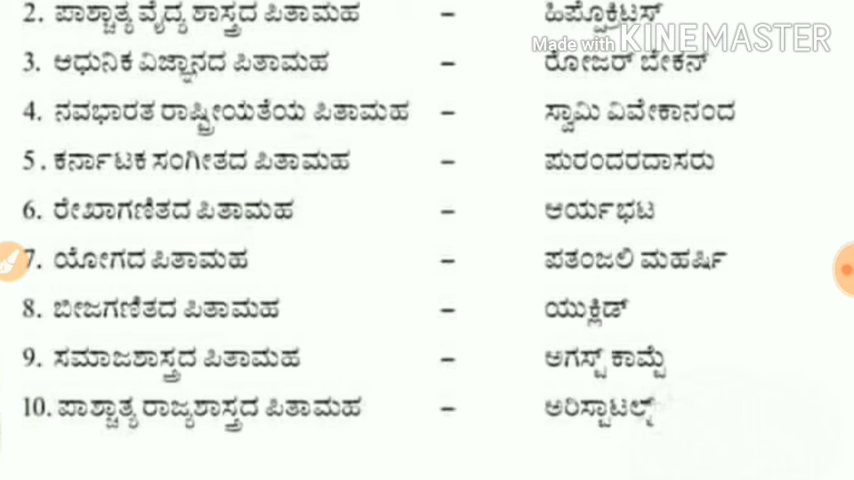 2. ಪಾಶ್ಚಾತ್ಯ ವೈದ್ಯ ಶಾಸ್ತ್ರದ ಪಿತಾಮಹ – ಹಿಪ್ಪೊಕ್ರಿಟಸ್
Made with KINEMASTER
3. ಆಧುನಿಕ ವಿಜ್ಞಾನದ ಪಿತಾಮಹ – ರೋಜರ್ ಬೇಕನ್
4. ನವಭಾರತ ರಾಷ್ಟ್ರೀಯತೆಯ ಪಿತಾಮಹ – ಸ್ವಾಮಿ ವಿವೇಕಾನಂದ
5. ಕರ್ನಾಟಕ ಸಂಗೀತದ ಪಿತಾಮಹ – ಪುರಂದರದಾಸರು
6. ರೇಖಾಗಣಿತದ ಪಿತಾಮಹ – ಆರ್ಯಭಟ
7. ಯೋಗದ ಪಿತಾಮಹ – ಪತಂಜಲಿ ಮಹರ್ಷಿ
8. ಬೀಜಗಣಿತದ ಪಿತಾಮಹ – ಯುಕ್ಲಿಡ್
9. ಸಮಾಜಶಾಸ್ತ್ರದ ಪಿತಾಮಹ – ಅಗಸ್ಟ್ ಕಾಮ್ಟೆ
10. ಪಾಶ್ಚಾತ್ಯ ರಾಜ್ಯಶಾಸ್ತ್ರದ ಪಿತಾಮಹ – ಅರಿಸ್ಟಾಟಲ್